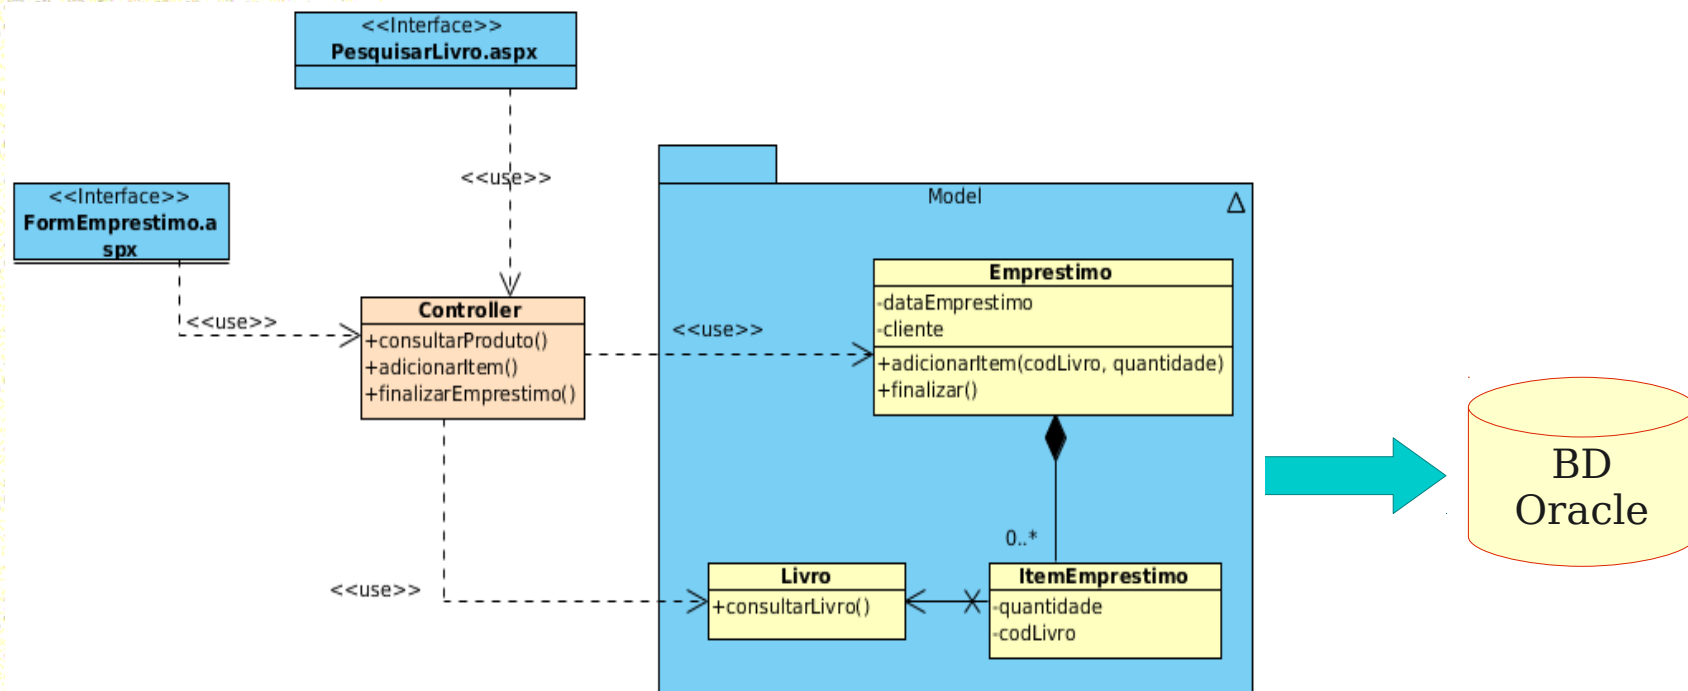 <<Interface>>
PesquisarLivro.aspx
<<use>>
<<Interface>>
FormEmprestimo.a
spx
<<use>>
Controller
+consultarProduto()
+adicionarItem()
+finalizarEmprestimo()
<<use>>
<<use>>
Model
Emprestimo
-dataEmprestimo
-cliente
+adicionarItem(codLivro, quantidade)
+finalizar()
0..*
Livro
+consultarLivro()
ItemEmprestimo
-quantidade
-codLivro
BD
Oracle